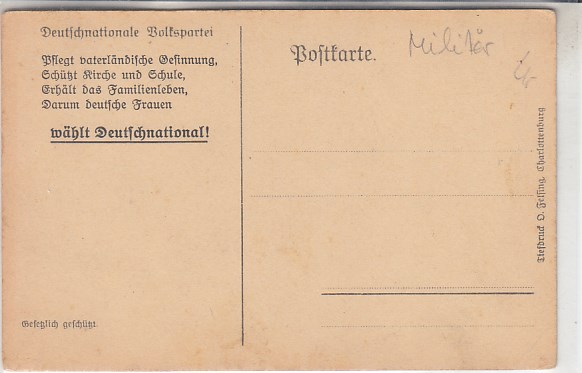 Deutschnationale Volkspartei
Pflegt vaterländische Gesinnung,
Schützt Kirche und Schule,
Erhält das Familienleben,
Darum deutsche Frauen
wählt Deutschnational!
Gesetzlich geschützt
Postkarte.
Militär
Tiefdruck O. Felsing, Charlottenburg